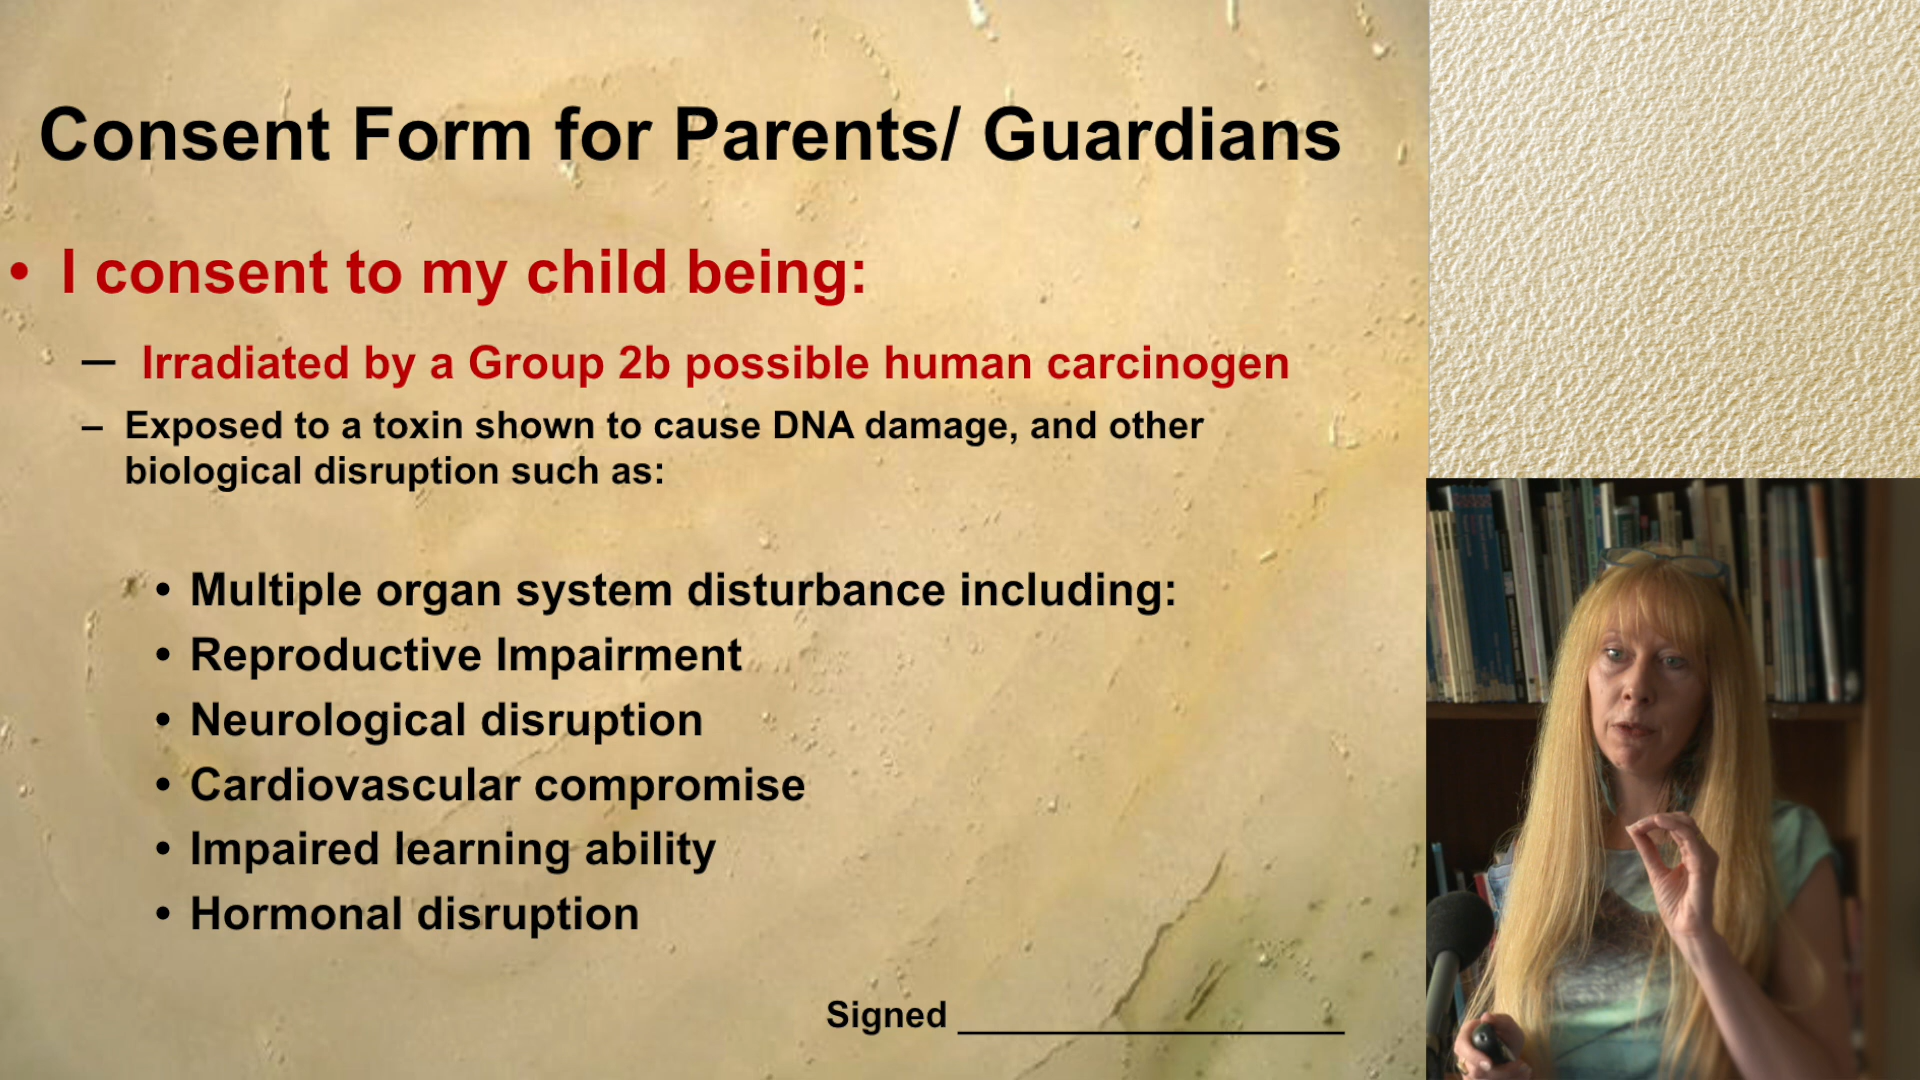 Consent Form for Parents/ Guardians
• I consent to my child being:
– Irradiated by a Group 2b possible human carcinogen
– Exposed to a toxin shown to cause DNA damage, and other
biological disruption such as:
• Multiple organ system disturbance including:
• Reproductive Impairment
• Neurological disruption
• Cardiovascular compromise
• Impaired learning ability
• Hormonal disruption
Signed ___________________